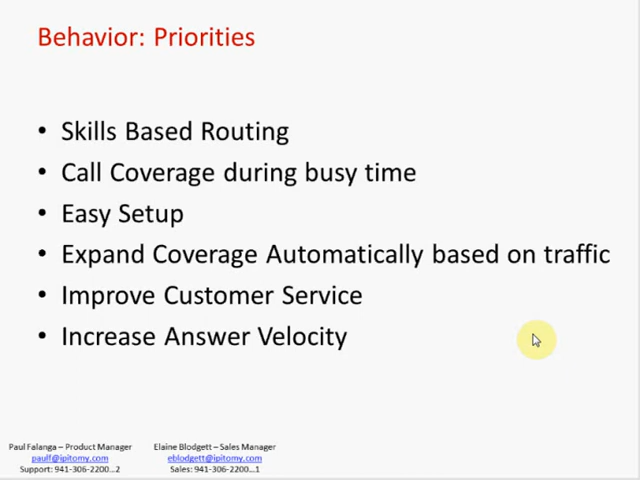 Behavior: Priorities
• Skills Based Routing
• Call Coverage during busy time
• Easy Setup
• Expand Coverage Automatically based on traffic
• Improve Customer Service
• Increase Answer Velocity
Paul Falanga – Product Manager
paulf@ipitomy.com
Support: 941-306-2200...2
Elaine Blodgett – Sales Manager
eblodgett@ipitomy.com
Sales: 941-306-2200...1